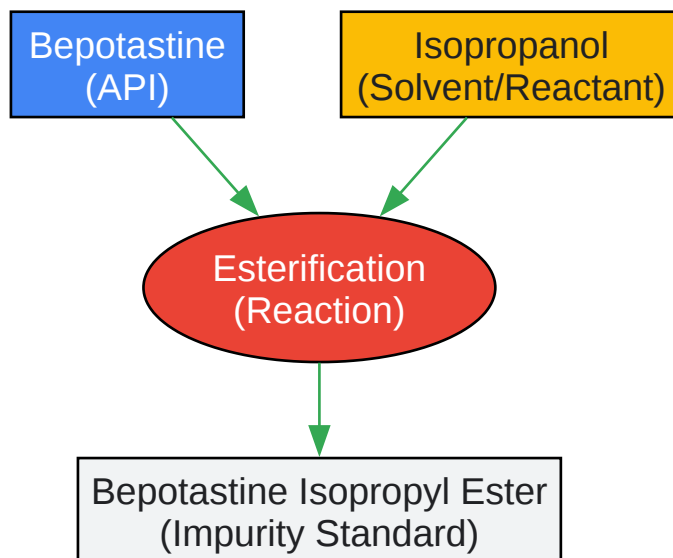 Bepotastine
(API)
Isopropanol
(Solvent/Reactant)
Esterification
(Reaction)
Bepotastine Isopropyl Ester
(Impurity Standard)